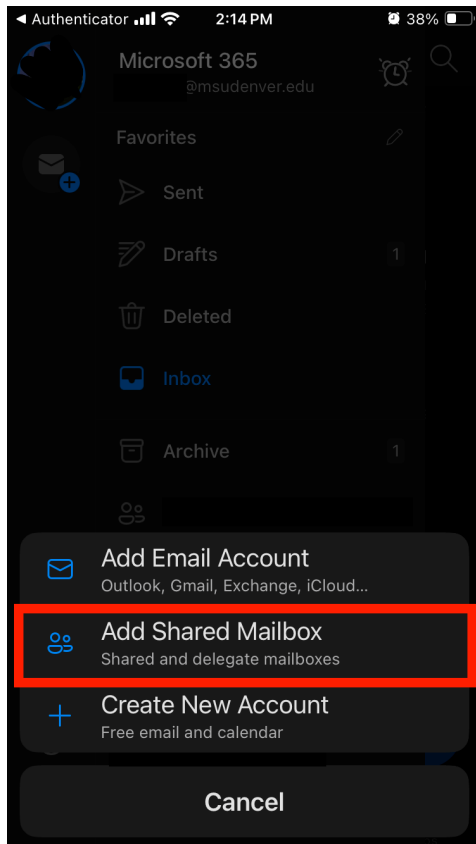 Authenticator 2:14 PM 38%
Microsoft 365
@msudenver.edu
Favorites
Sent
Drafts 1
Deleted
Inbox
Archive 1
Add Email Account
Outlook, Gmail, Exchange, iCloud...
Add Shared Mailbox
Shared and delegate mailboxes
Create New Account
Free email and calendar
Cancel